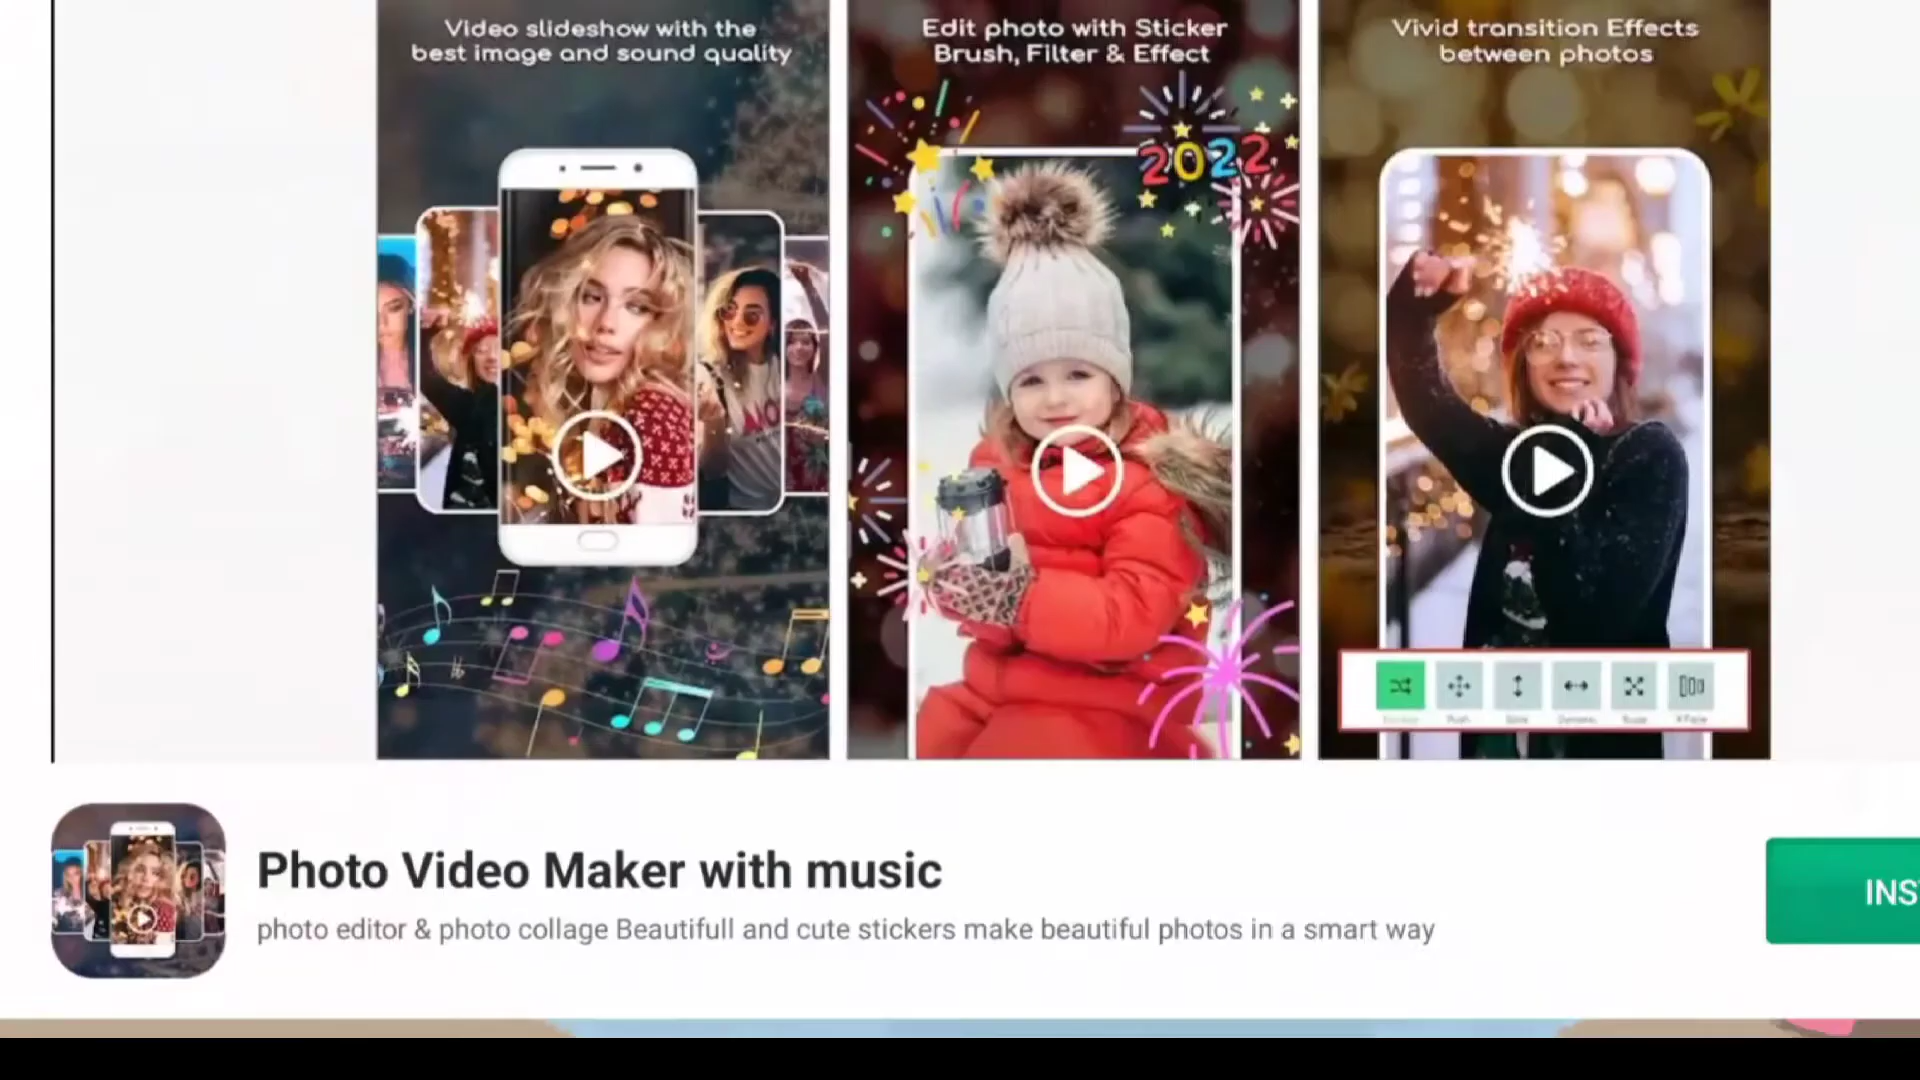 Video slideshow with the
best image and sound quality
Edit photo with Sticker
Brush, Filter & Effect
Vivid transition Effects
between photos
2022
NO
Push
Photo Video Maker with music
photo editor & photo collage Beautifull and cute stickers make beautiful photos in a smart way
INS